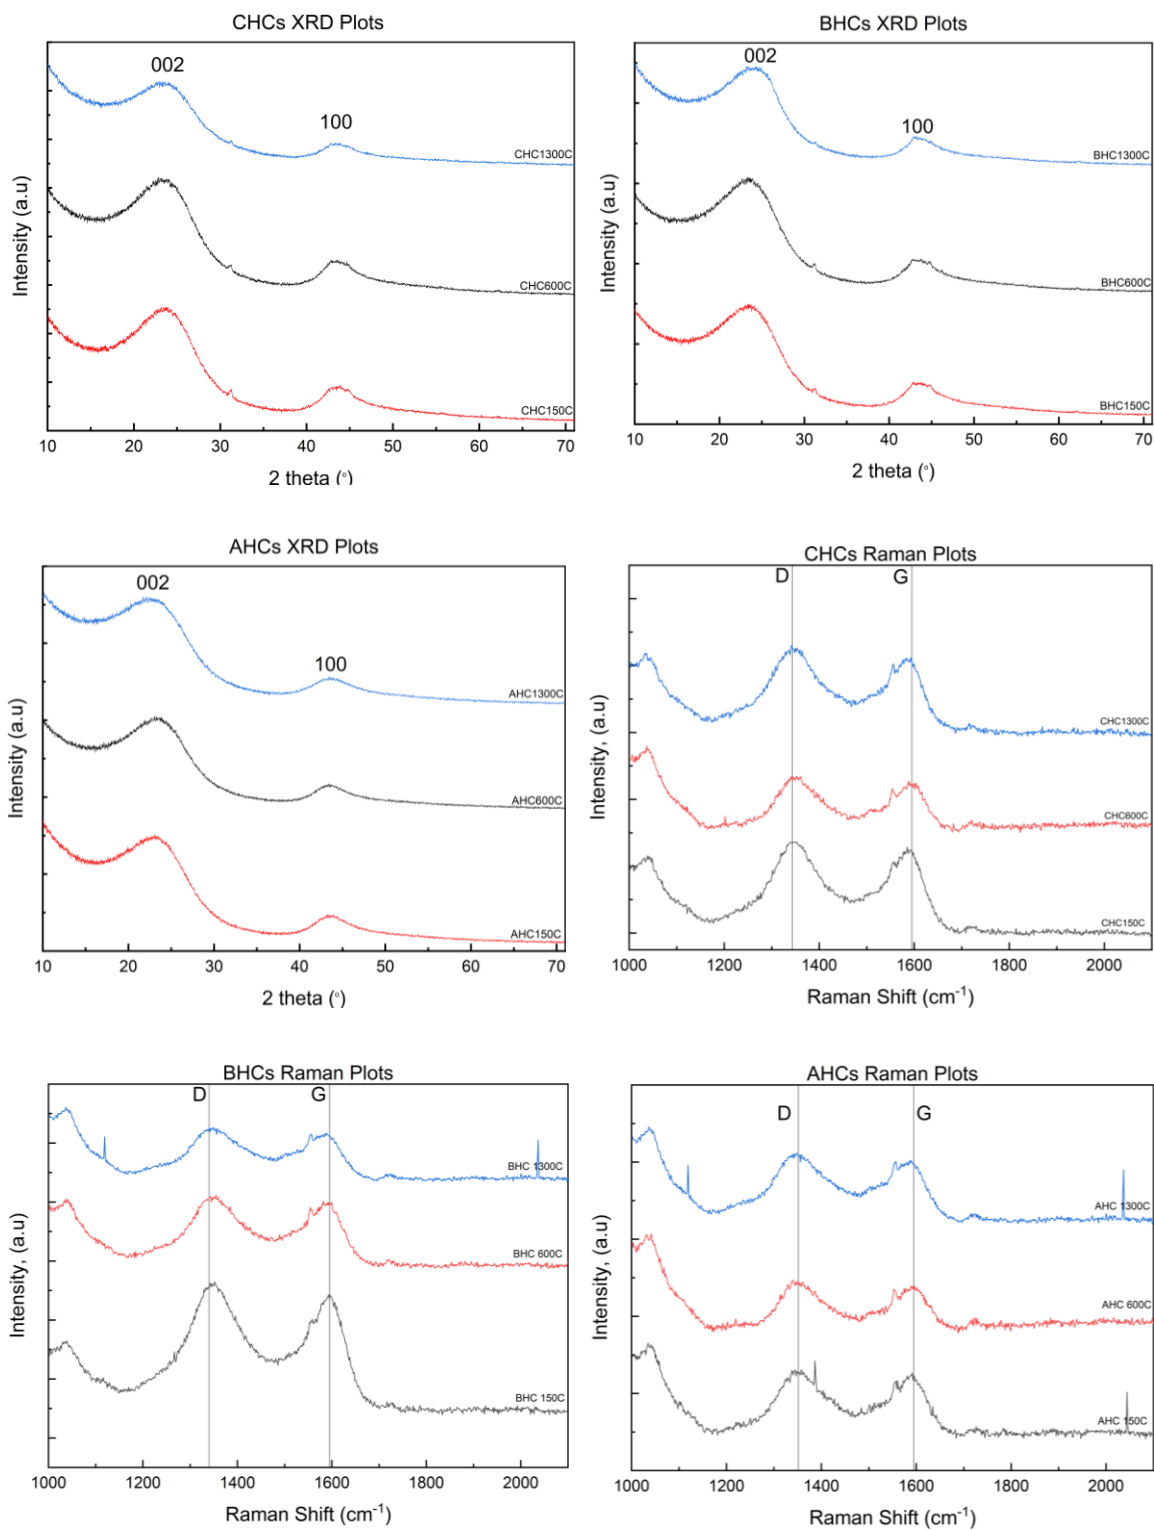 CHCs XRD Plots
002
100
CHC1300C
CHC600C
CHC150C
Intensity (a.u)
10 20 30 40 50 60 70
2 theta (°)
BHCs XRD Plots
002
100
BHC1300C
BHC600C
BHC150C
Intensity (a.u)
10 20 30 40 50 60 70
2 theta (°)
AHCs XRD Plots
002
100
AHC1300C
AHC600C
AHC150C
Intensity (a.u)
10 20 30 40 50 60 70
2 theta (°)
CHCs Raman Plots
D G
CHC1300C
CHC600C
CHC150C
Intensity, (a.u)
1000 1200 1400 1600 1800 2000
Raman Shift (cm⁻¹)
BHCs Raman Plots
D G
BHC 1300C
BHC 600C
BHC 150C
Intensity, (a.u)
1000 1200 1400 1600 1800 2000
Raman Shift (cm⁻¹)
AHCs Raman Plots
D G
AHC 1300C
AHC 600C
AHC 150C
Intensity, (a.u)
1000 1200 1400 1600 1800 2000
Raman Shift (cm⁻¹)